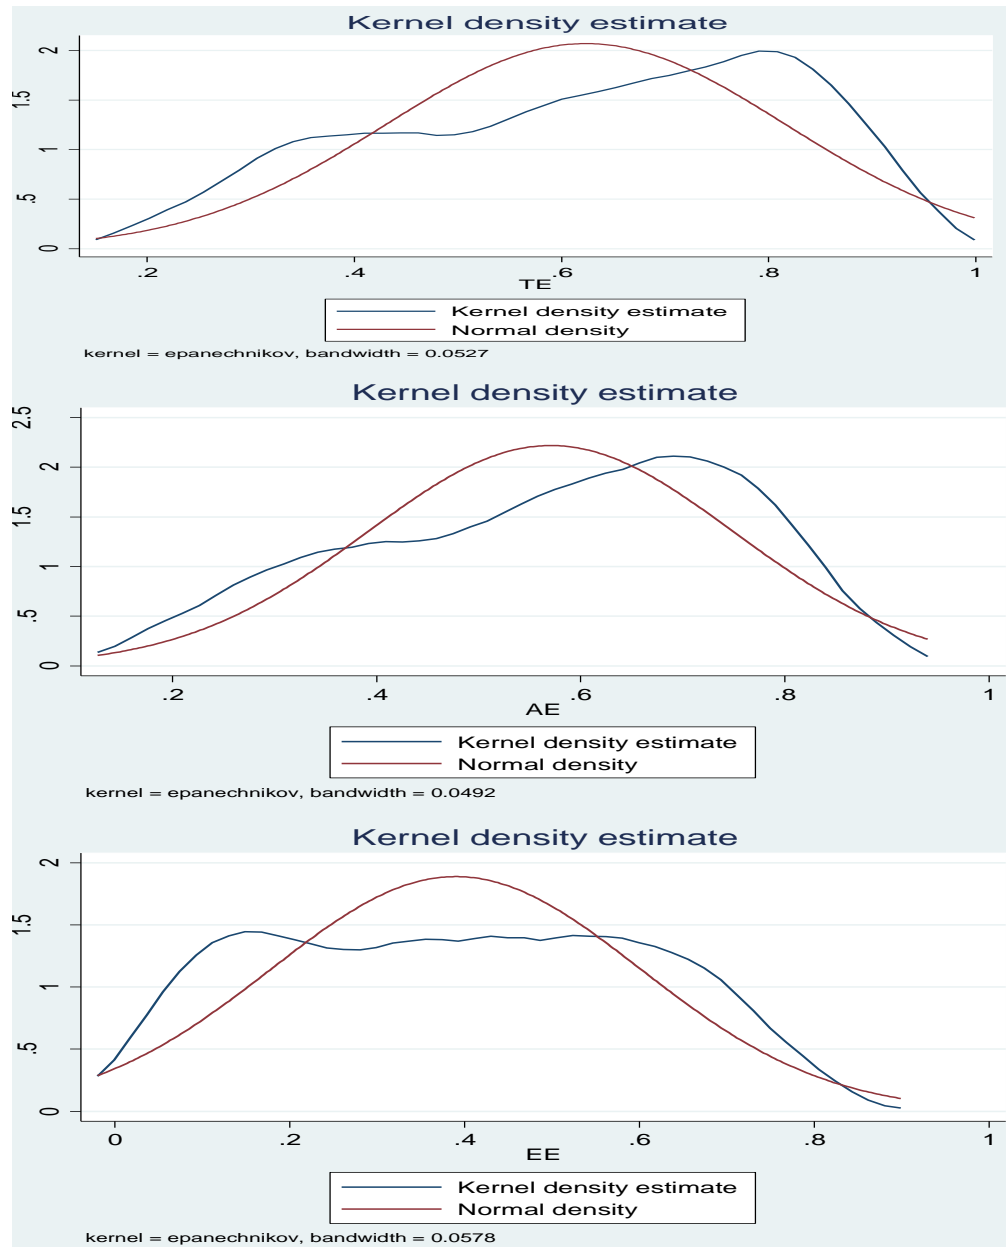 Kernel density estimate
2
1.5
1
.5
0
.2 .4 .6 .8 1
TE
Kernel density estimate
Normal density
kernel = epanechnikov, bandwidth = 0.0527
Kernel density estimate
2.5
2
1.5
1
.5
0
.2 .4 .6 .8 1
AE
Kernel density estimate
Normal density
kernel = epanechnikov, bandwidth = 0.0492
Kernel density estimate
2
1.5
1
.5
0
0 .2 .4 .6 .8 1
EE
Kernel density estimate
Normal density
kernel = epanechnikov, bandwidth = 0.0578